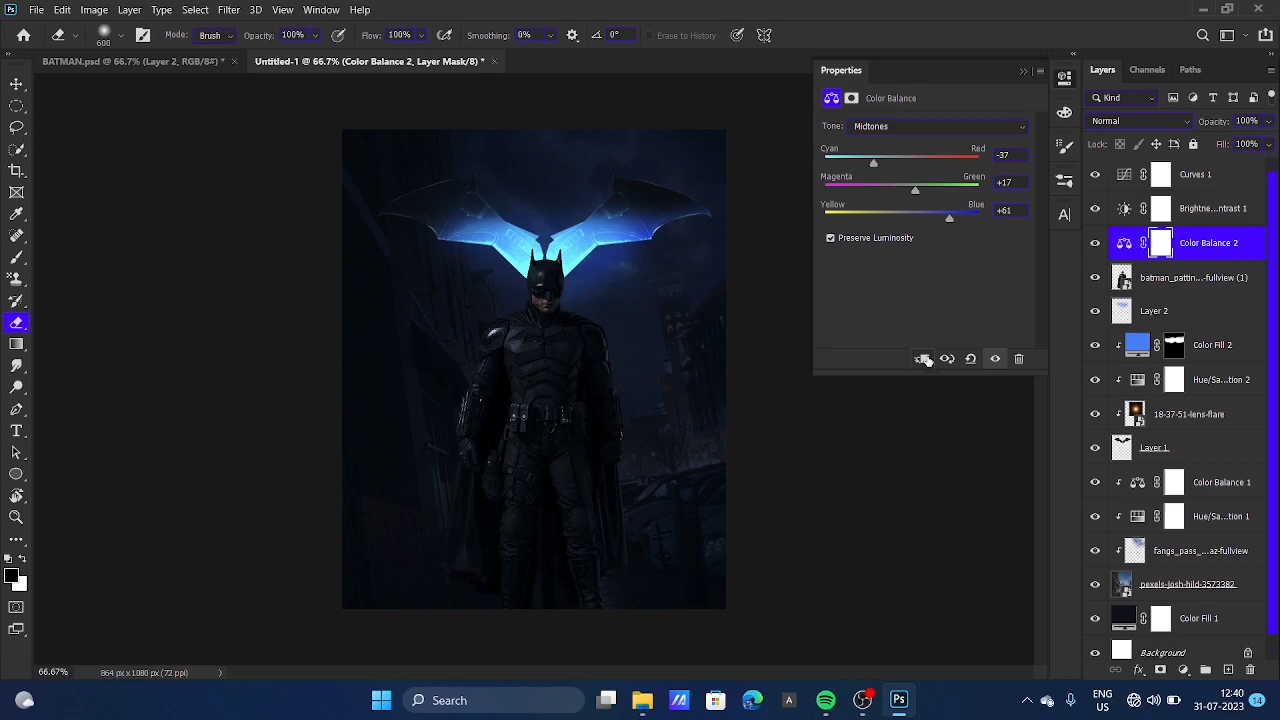 Ps File Edit Image Layer Type Select Filter 3D View Window Help
600 Mode: Brush Opacity: 100% Flow: 100% Smoothing: 0% 0° Erase to History
BATMAN.psd @ 66.7% (Layer 2, RGB/8#) * × Untitled-1 @ 66.7% (Color Balance 2, Layer Mask/8) * ×
Properties
Color Balance
Tone: Midtones
Cyan Red -37
Magenta Green +17
Yellow Blue +61
Preserve Luminosity
Layers Channels Paths
Kind
Normal Opacity: 100%
Lock: Fill: 100%
Curves 1
Brightne...ntrast 1
Color Balance 2
batman_pattin...-fullview (1)
Layer 2
Color Fill 2
Hue/Sa...tion 2
18-37-51-lens-flare
Layer 1
Color Balance 1
Hue/Sa...tion 1
fang_pass_...az-fullview
pexels-josh-hild-3573382
Color Fill 1
Background
66.67% 864 px x 1080 px (72 ppi)
Search
A
Ps
ENG
US
12:40
31-07-2023
14